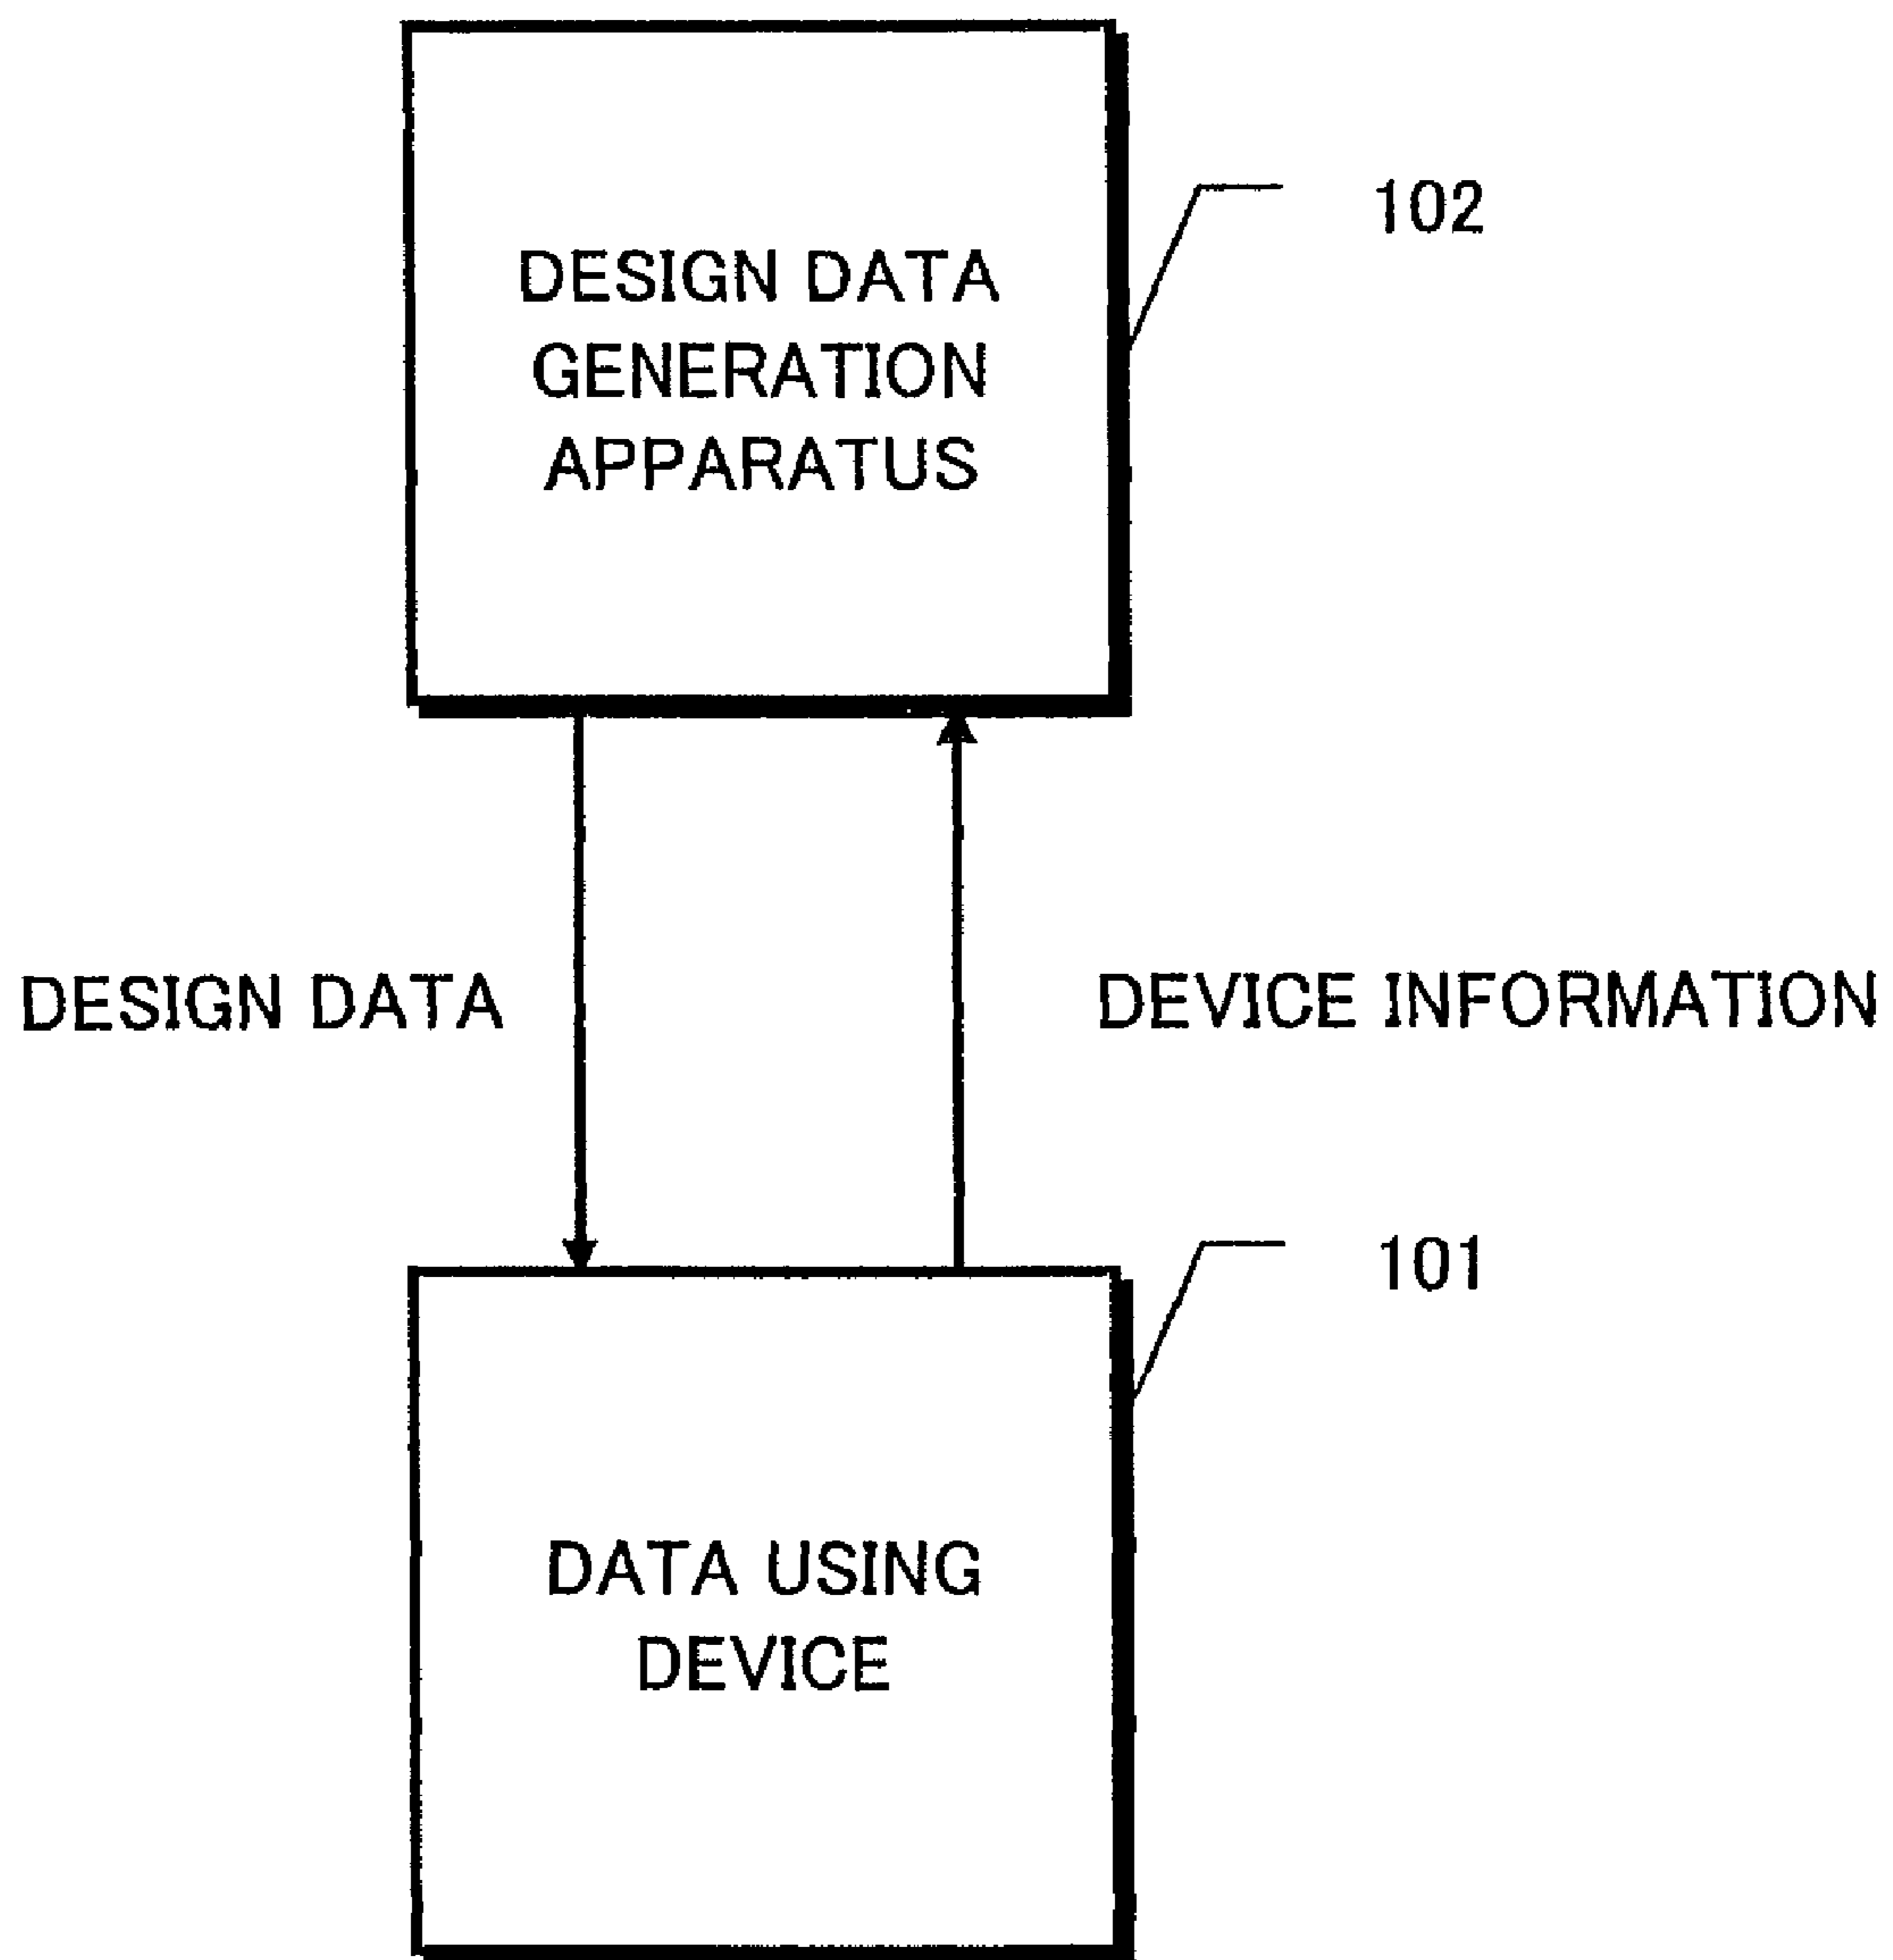 DESIGN DATA
GENERATION
APPARATUS
102
DESIGN DATA
DEVICE INFORMATION
101
DATA USING
DEVICE